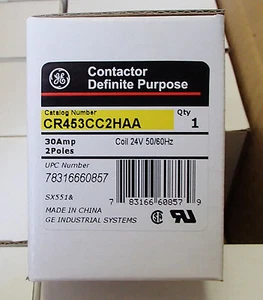 GE
Contactor
Definite Purpose
Catalog Number
Qty
CR453CC2HAA
1
30Amp
Coil 24V 50/60Hz
2Poles
UPC Number
78316660857
SX551&
7 83166 60857 9
MADE IN CHINA
GE INDUSTRIAL SYSTEMS